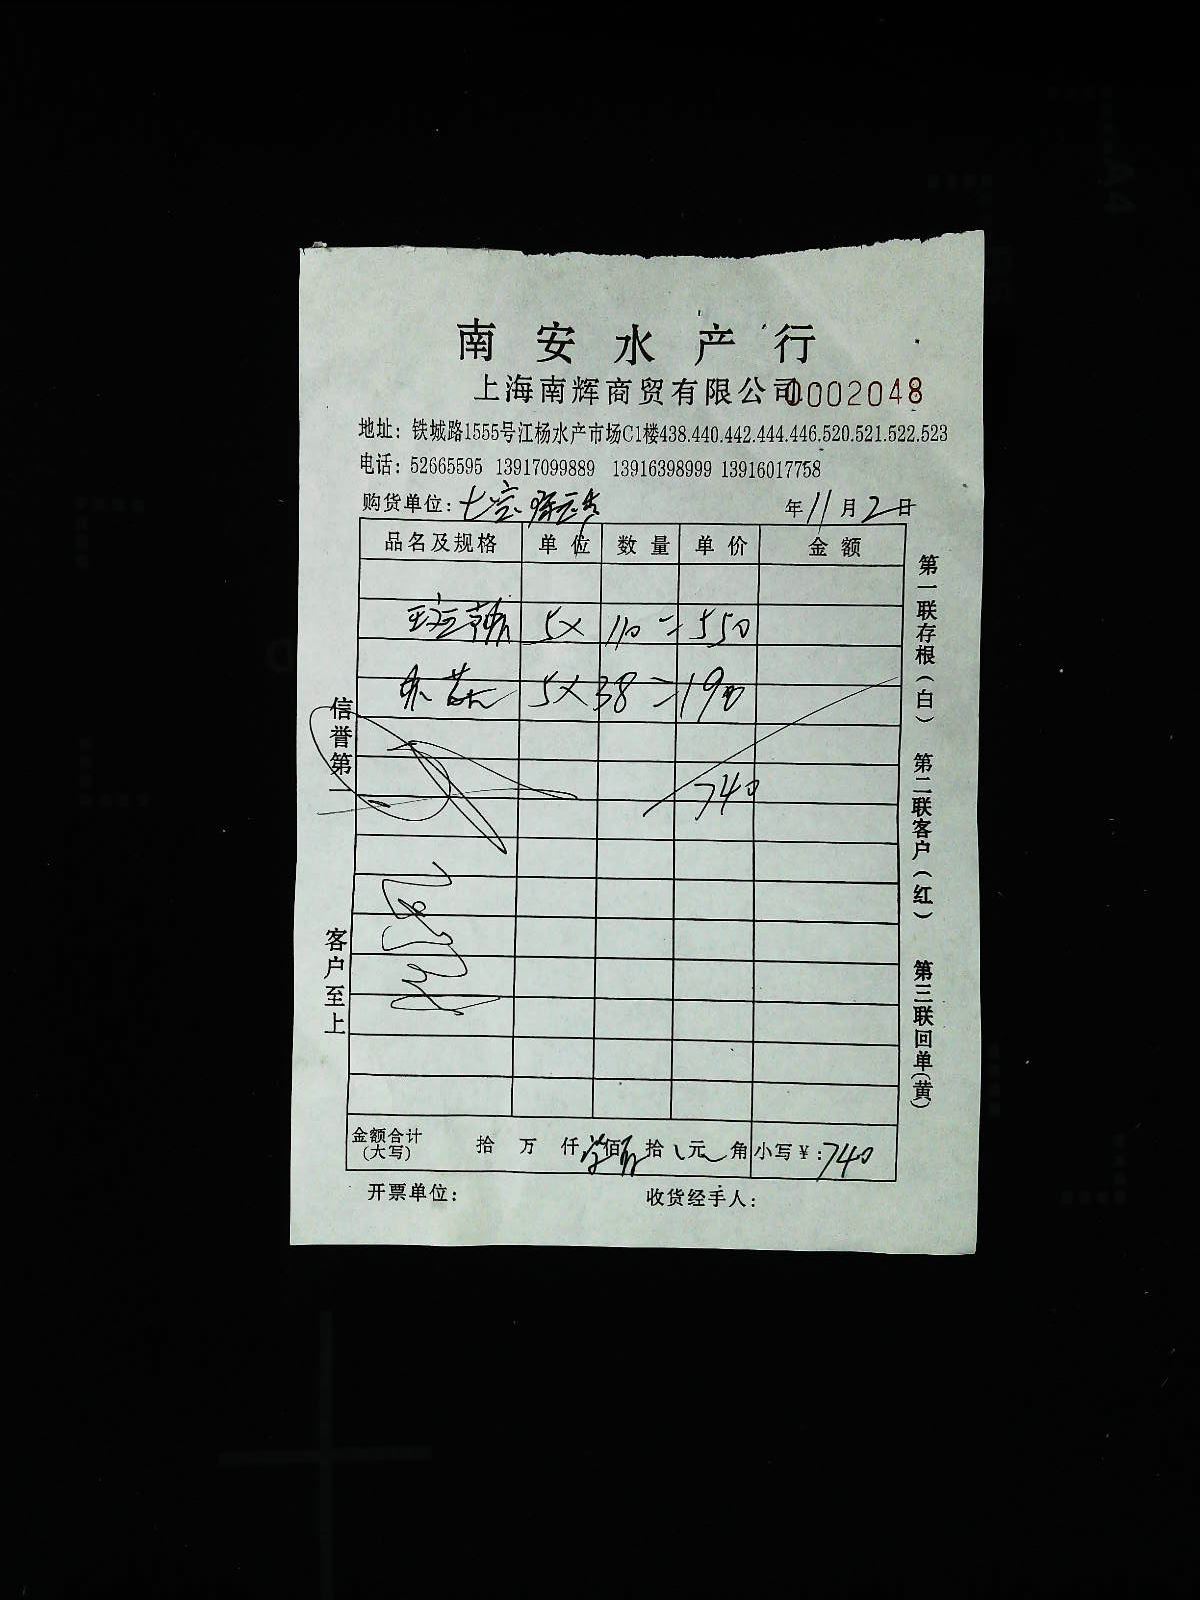 南安水产行
上海南辉商贸有限公司 0002048
地址：铁城路1555号江杨水产市场C1楼438.440.442.444.446.520.521.522.523
电话：52665595 13917099889 13916398999 13916017758
购货单位：七宝
年11月2日
品名及规格 单位 数量 单价 金额
5× 110 = 550
5×38 = 190
740
金额合计(大写) 拾 万 仟 佰 拾 元 角 小写￥：740
开票单位： 收货经手人：
信誉第一
客户至上
第一联存根(白) 第二联客户(红) 第三联回单(黄)